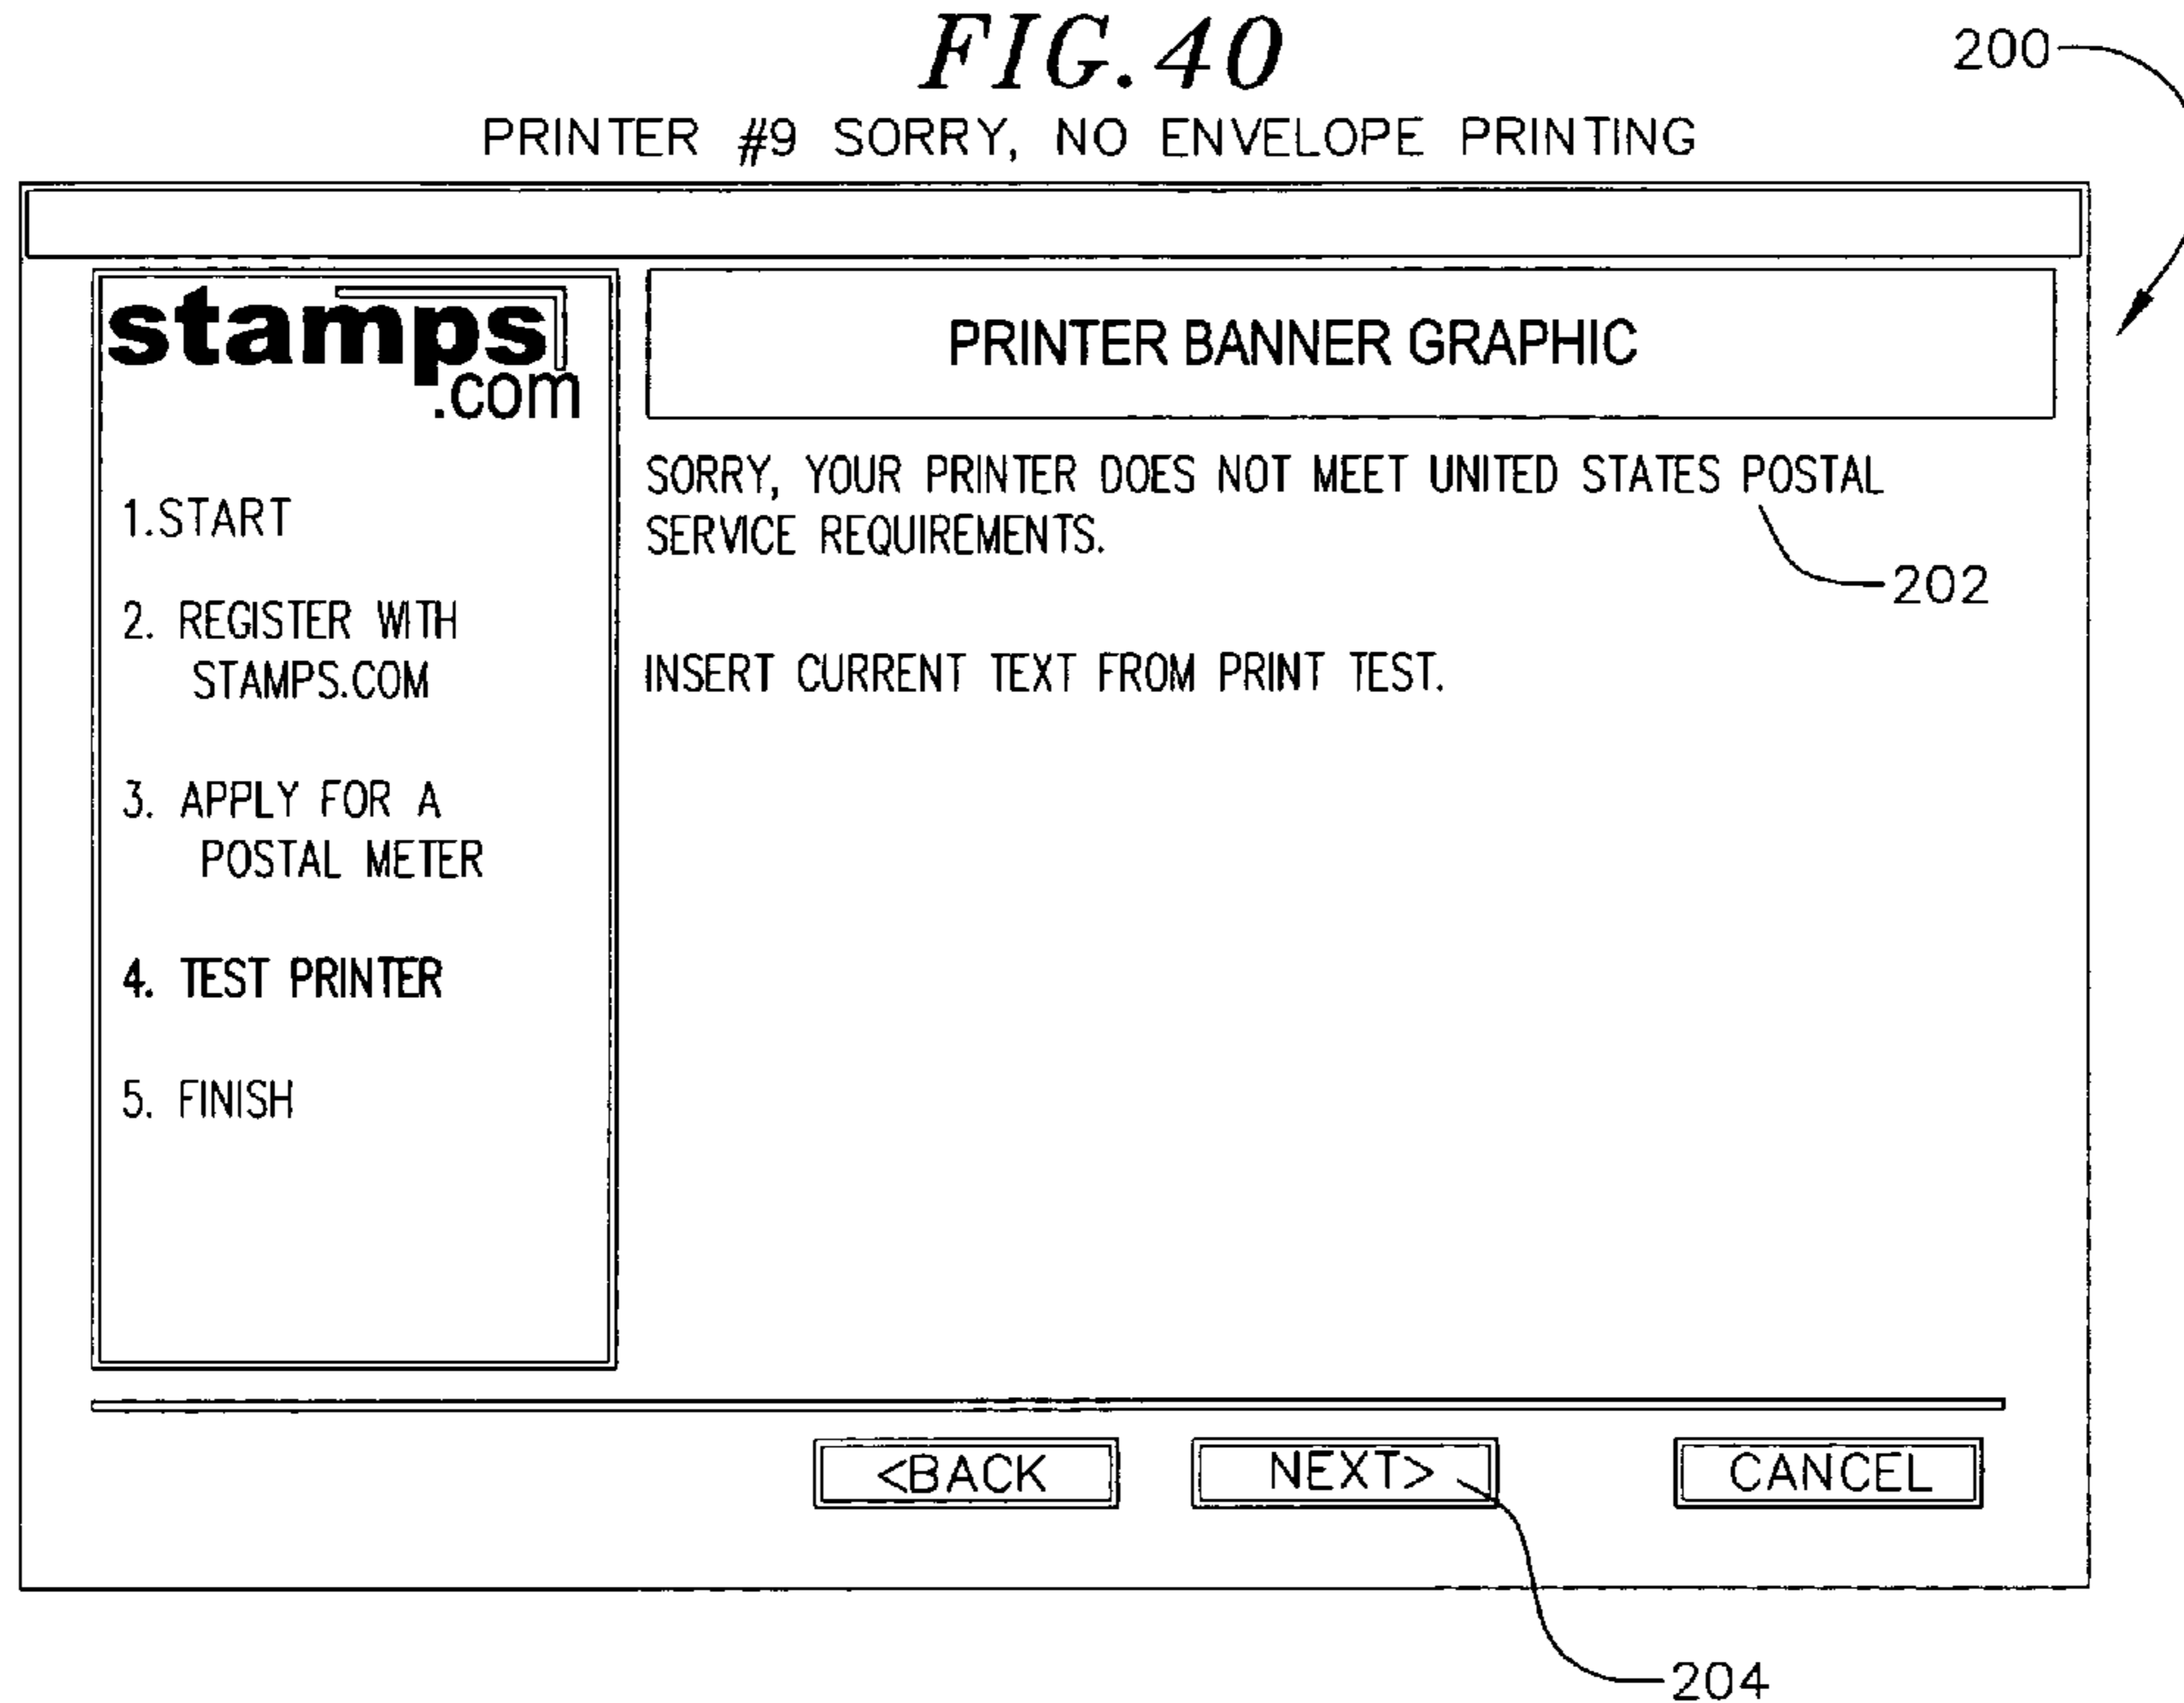 FIG.40
200
PRINTER #9 SORRY, NO ENVELOPE PRINTING
stamps
.com
1.START
2. REGISTER WITH
STAMPS.COM
3. APPLY FOR A
POSTAL METER
4. TEST PRINTER
5. FINISH
PRINTER BANNER GRAPHIC
SORRY, YOUR PRINTER DOES NOT MEET UNITED STATES POSTAL
SERVICE REQUIREMENTS.
202
INSERT CURRENT TEXT FROM PRINT TEST.
<BACK
NEXT>
CANCEL
204